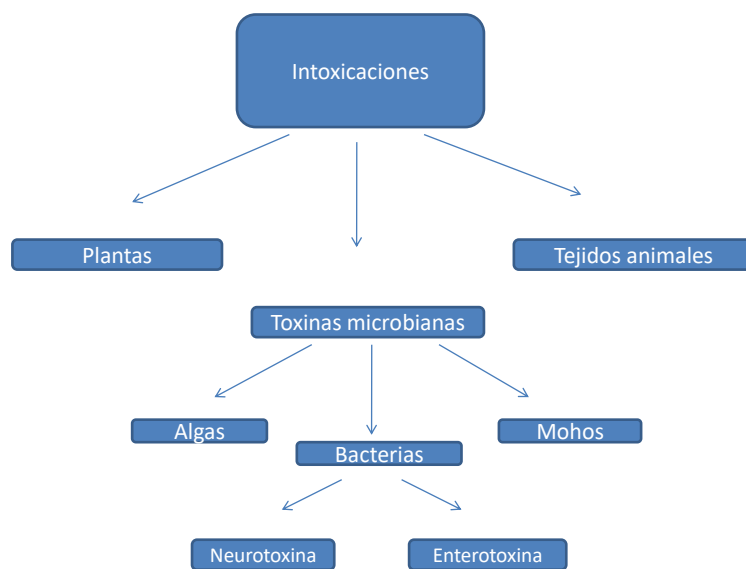 Intoxicaciones
Plantas
Tejidos animales
Toxinas microbianas
Algas
Mohos
Bacterias
Neurotoxina
Enterotoxina